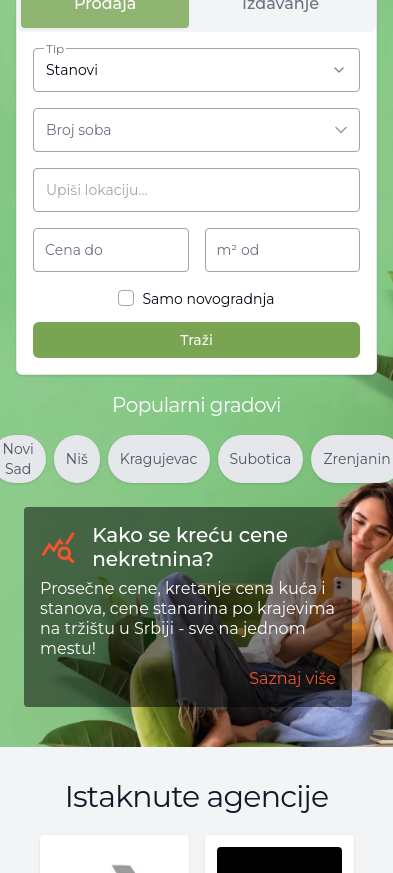 Prodaja
Izdavanje
Tip
Stanovi
Broj soba
Upiši lokaciju...
Cena do
m² od
Samo novogradnja
Traži
Popularni gradovi
Novi
Sad
Niš
Kragujevac
Subotica
Zrenjanin
Kako se kreću cene
nekretnina?
Prosečne cene, kretanje cena kuća i
stanova, cene stanarina po krajevima
na tržištu u Srbiji - sve na jednom
mestu!
Saznaj više
Istaknute agencije